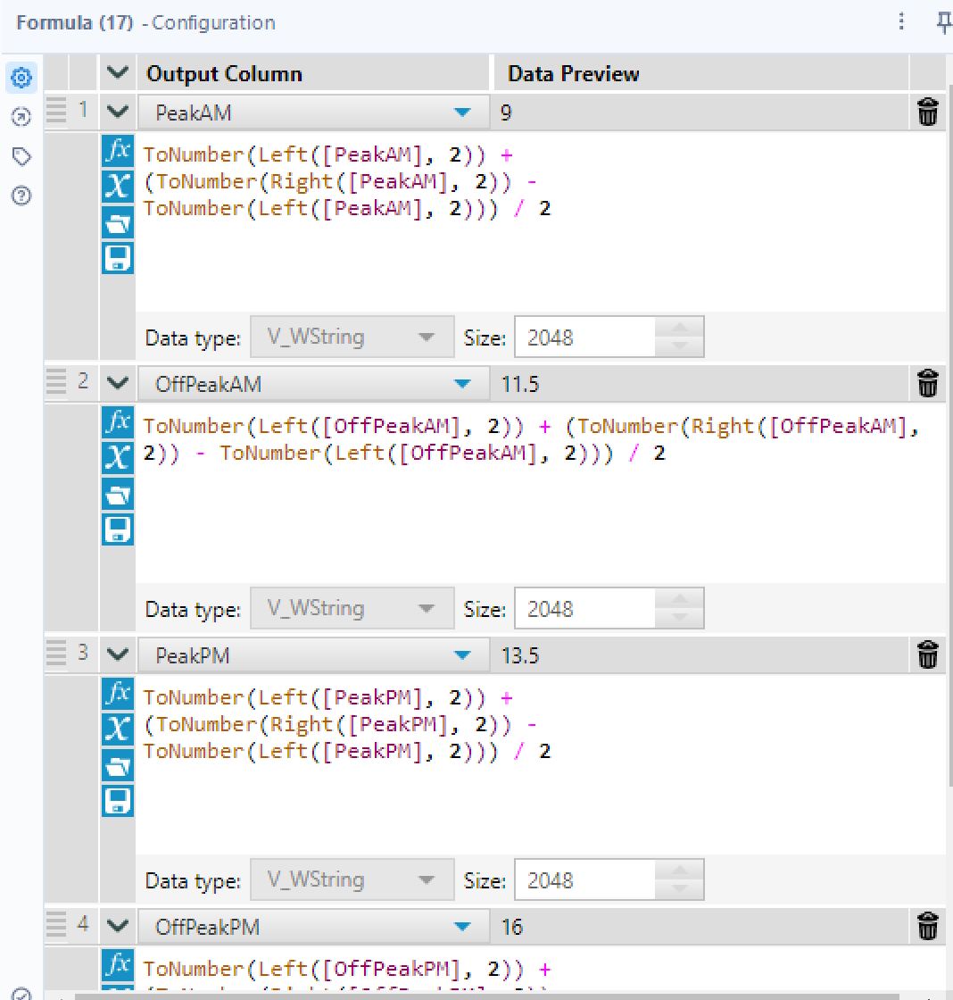 Formula (17) - Configuration
Output Column Data Preview
1 PeakAM 9
ToNumber(Left([PeakAM], 2)) +
(ToNumber(Right([PeakAM], 2)) -
ToNumber(Left([PeakAM], 2))) / 2
Data type: V_WString Size: 2048
2 OffPeakAM 11.5
ToNumber(Left([OffPeakAM], 2)) + (ToNumber(Right([OffPeakAM],
2)) - ToNumber(Left([OffPeakAM], 2))) / 2
Data type: V_WString Size: 2048
3 PeakPM 13.5
ToNumber(Left([PeakPM], 2)) +
(ToNumber(Right([PeakPM], 2)) -
ToNumber(Left([PeakPM], 2))) / 2
Data type: V_WString Size: 2048
4 OffPeakPM 16
ToNumber(Left([OffPeakPM], 2)) +